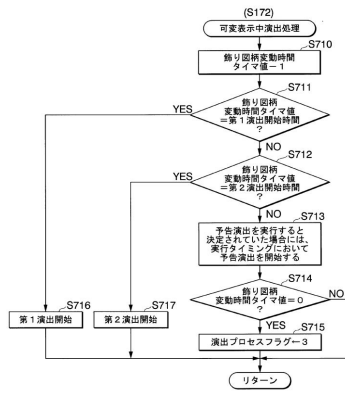 (S172)
可変表示中演出処理
S710
飾り図柄変動時間
タイマ値－1
S711
飾り図柄
変動時間タイマ値
＝第1演出開始時間
?
YES
NO
S712
飾り図柄
変動時間タイマ値
＝第2演出開始時間
?
YES
NO
S713
予告演出を実行すると
決定されていた場合には、
実行タイミングにおいて
予告演出を開始する
S714
飾り図柄
変動時間タイマ値＝0
?
NO
YES
S716
第1演出開始
S717
第2演出開始
S715
演出プロセスフラグ←3
リターン